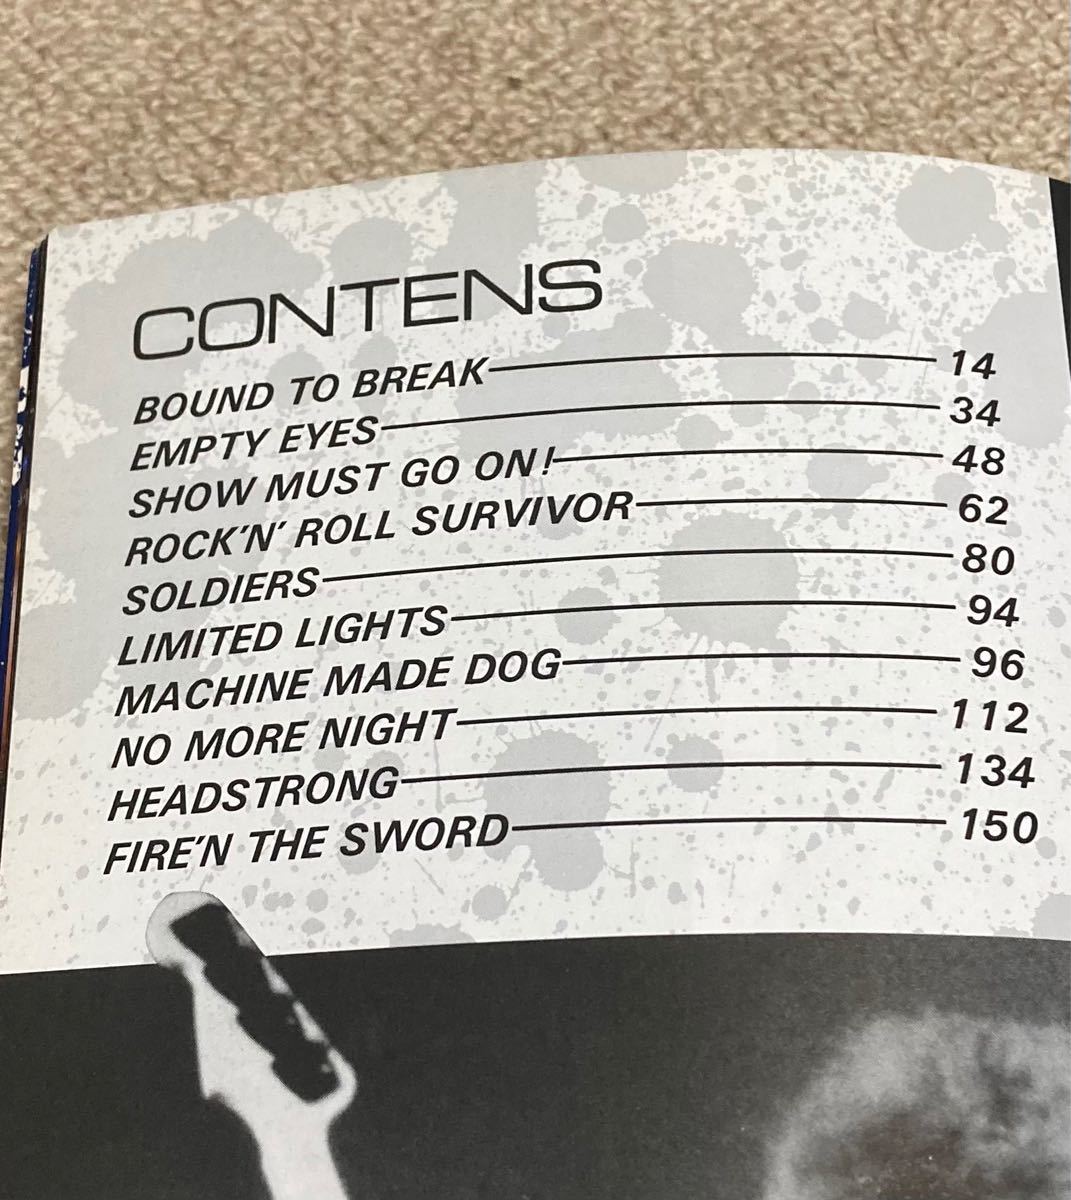 CONTENS
BOUND TO BREAK 14
EMPTY EYES 34
SHOW MUST GO ON! 48
ROCK'N' ROLL SURVIVOR 62
SOLDIERS 80
LIMITED LIGHTS 94
MACHINE MADE DOG 96
NO MORE NIGHT 112
HEADSTRONG 134
FIRE'N THE SWORD 150